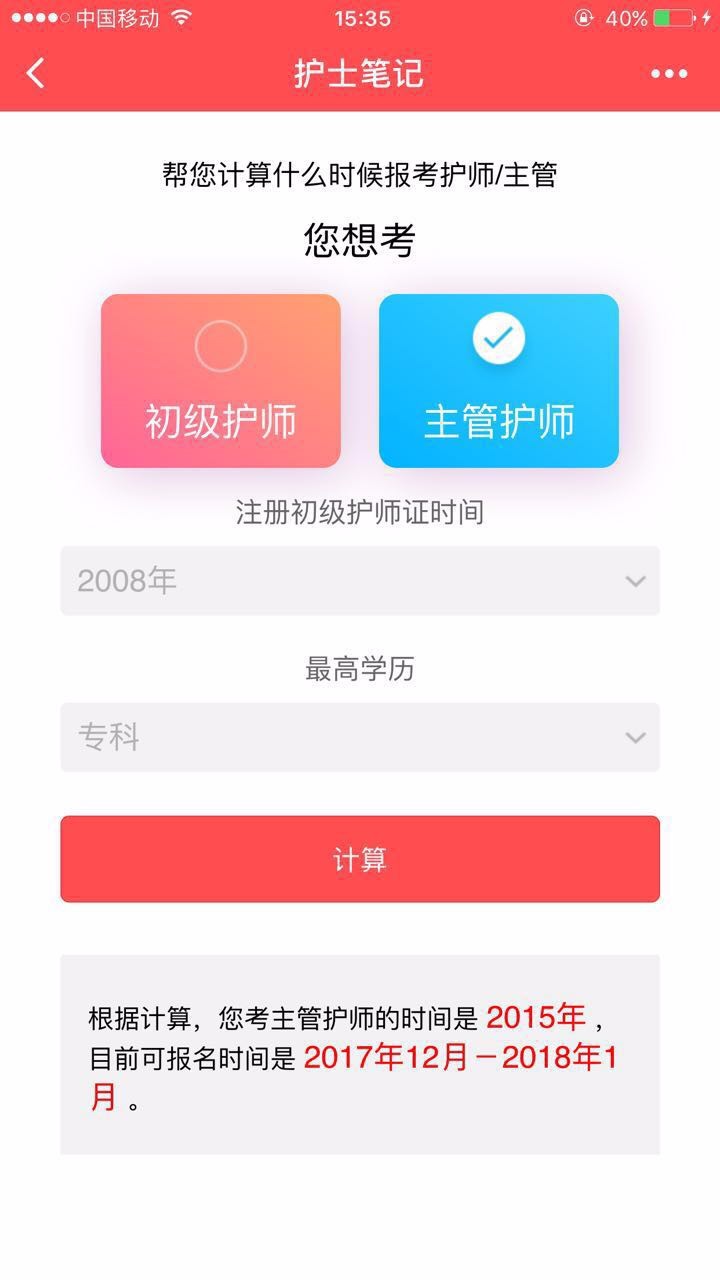 中国移动 15:35 40%
护士笔记
帮您计算什么时候报考护师/主管
您想考
初级护师 主管护师
注册初级护师证时间
2008年
最高学历
专科
计算
根据计算，您考主管护师的时间是 2015年，
目前可报名时间是 2017年12月－2018年1
月 。